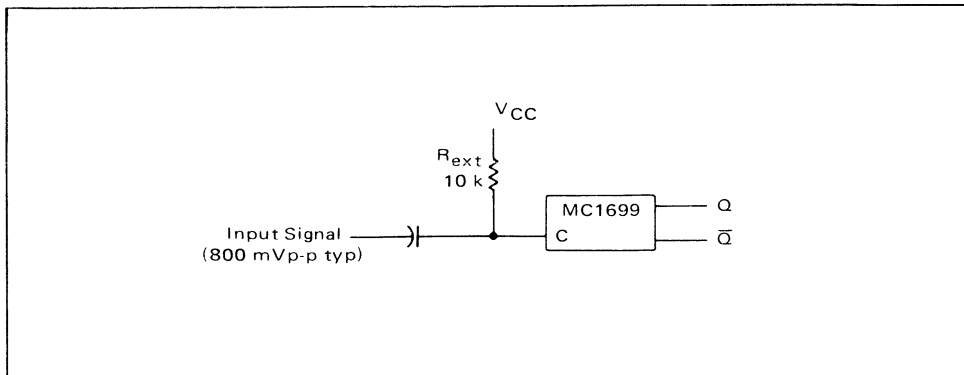 VCC
Rext
10 k
MC1699
Q
Input Signal
C
Q̅
(800 mVp-p typ)